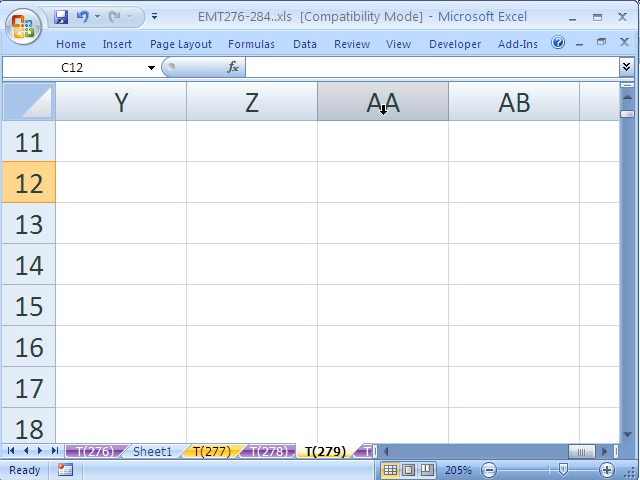 EMT276-284..xls [Compatibility Mode] - Microsoft Excel
Home Insert Page Layout Formulas Data Review View Developer Add-Ins
C12 fx
Y Z AA AB
11
12
13
14
15
16
17
18
T(276) Sheet1 T(277) T(278) T(279)
Ready 205%